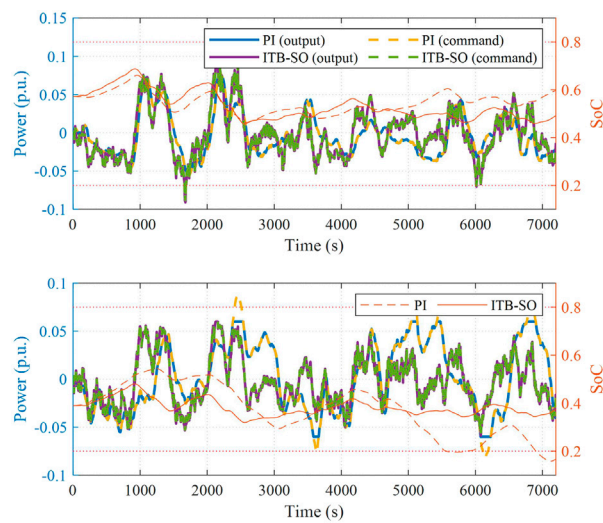 0.15
0.1
0.05
0
-0.05
-0.1
Power (p.u.)
PI (output)
PI (command)
ITB-SO (output)
ITB-SO (command)
0.8
0.6
0.4
0.2
SoC
0 1000 2000 3000 4000 5000 6000 7000
Time (s)
0.1
0.05
0
-0.05
-0.1
Power (p.u.)
PI ITB-SO
0.8
0.6
0.4
0.2
SoC
0 1000 2000 3000 4000 5000 6000 7000
Time (s)